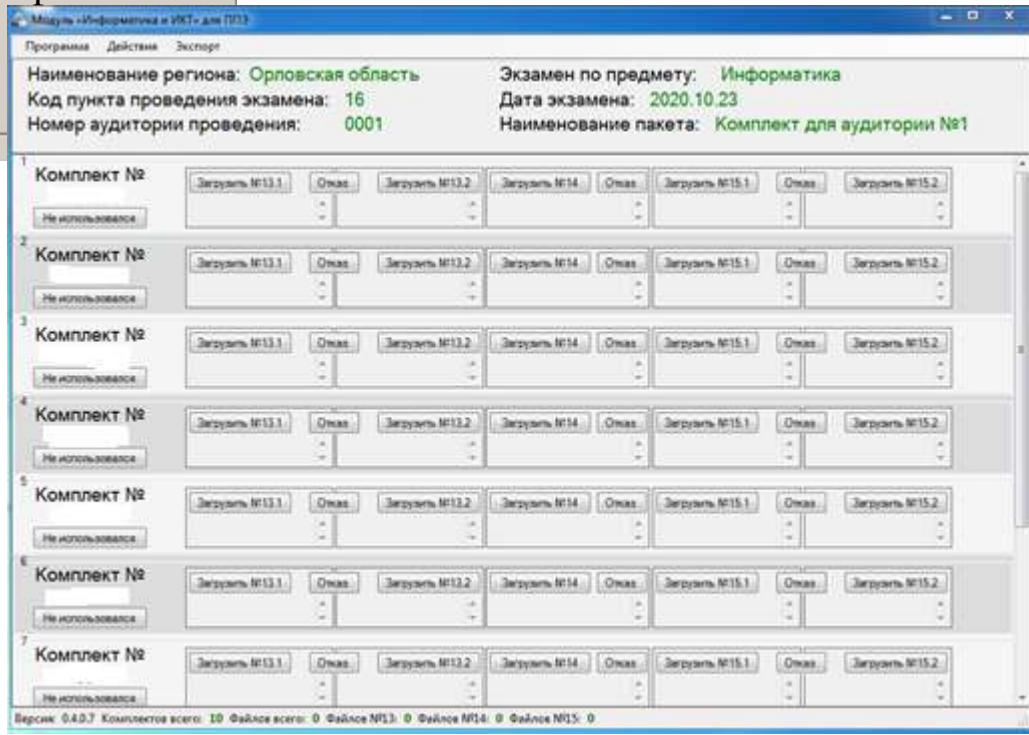 Модуль «Информатика и ИКТ» для ППЭ
Программа Действия Экспорт
Наименование региона: Орловская область Экзамен по предмету: Информатика
Код пункта проведения экзамена: 16 Дата экзамена: 2020.10.23
Номер аудитории проведения: 0001 Наименование пакета: Комплект для аудитории №1
1
Комплект №
Загрузить №13.1 Отказ Загрузить №13.2 Загрузить №14 Отказ Загрузить №15.1 Отказ Загрузить №15.2
Не использовался
2
Комплект №
Загрузить №13.1 Отказ Загрузить №13.2 Загрузить №14 Отказ Загрузить №15.1 Отказ Загрузить №15.2
Не использовался
3
Комплект №
Загрузить №13.1 Отказ Загрузить №13.2 Загрузить №14 Отказ Загрузить №15.1 Отказ Загрузить №15.2
Не использовался
4
Комплект №
Загрузить №13.1 Отказ Загрузить №13.2 Загрузить №14 Отказ Загрузить №15.1 Отказ Загрузить №15.2
Не использовался
5
Комплект №
Загрузить №13.1 Отказ Загрузить №13.2 Загрузить №14 Отказ Загрузить №15.1 Отказ Загрузить №15.2
Не использовался
6
Комплект №
Загрузить №13.1 Отказ Загрузить №13.2 Загрузить №14 Отказ Загрузить №15.1 Отказ Загрузить №15.2
Не использовался
7
Комплект №
Загрузить №13.1 Отказ Загрузить №13.2 Загрузить №14 Отказ Загрузить №15.1 Отказ Загрузить №15.2
Не использовался
Версия: 0.4.0.7 Комплектов всего: 10 Файлов всего: 0 Файлов №13: 0 Файлов №14: 0 Файлов №15: 0